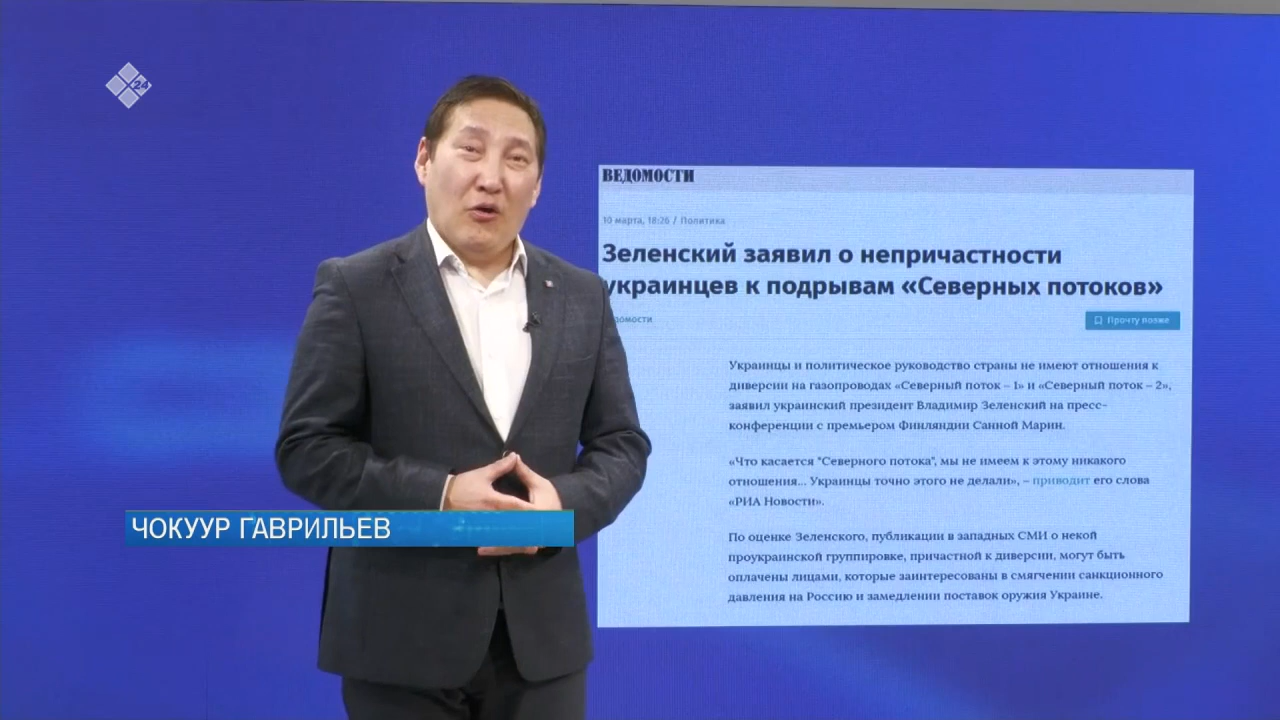 24
ВЕДОМОСТИ
10 марта, 18:26 / Политика
Зеленский заявил о непричастности
украинцев к подрывам «Северных потоков»
Прочту позже
Украинцы и политическое руководство страны не имеют отношения к
диверсии на газопроводах «Северный поток – 1» и «Северный поток – 2»,
заявил украинский президент Владимир Зеленский на пресс-
конференции с премьером Финляндии Санной Марин.
«Что касается "Северного потока", мы не имеем к этому никакого
отношения... Украинцы точно этого не делали», – приводит его слова
«РИА Новости».
По оценке Зеленского, публикации в западных СМИ о некой
проукраинской группировке, причастной к диверсии, могут быть
оплачены лицами, которые заинтересованы в смягчении санкционного
давления на Россию и замедлении поставок оружия Украине.
ЧОКУУР ГАВРИЛЬЕВ